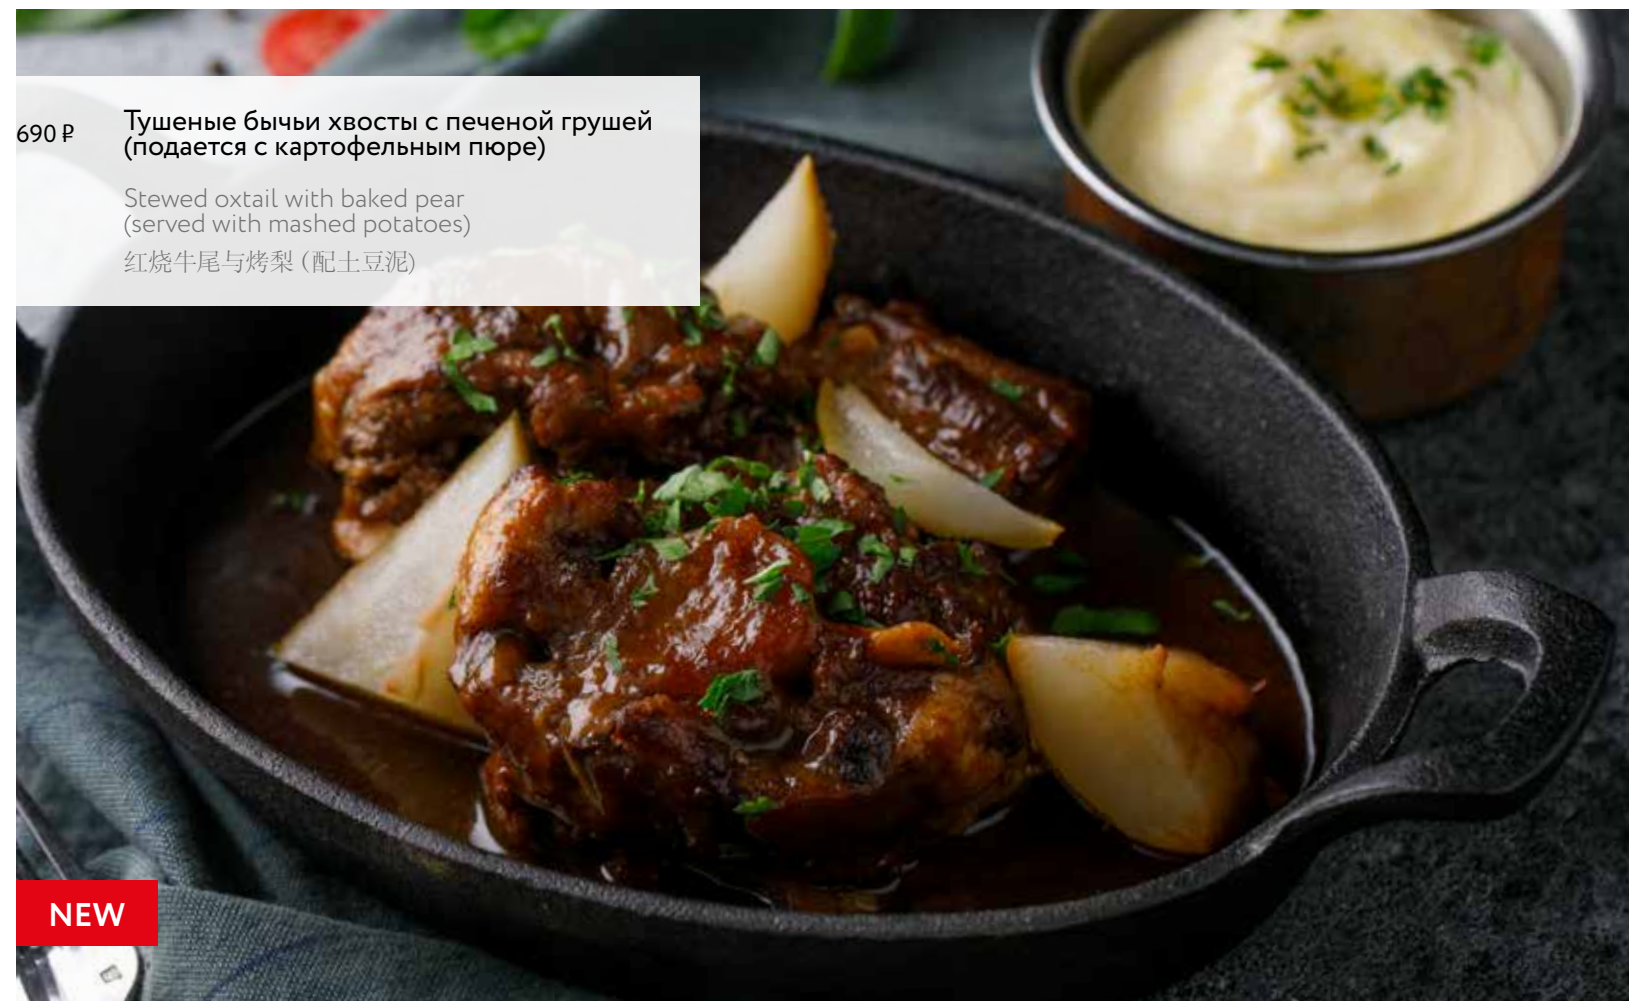 690 ₽
Тушеные бычьи хвосты с печеной грушей
(подается с картофельным пюре)
Stewed oxtail with baked pear
(served with mashed potatoes)
红烧牛尾与烤梨（配土豆泥）
NEW